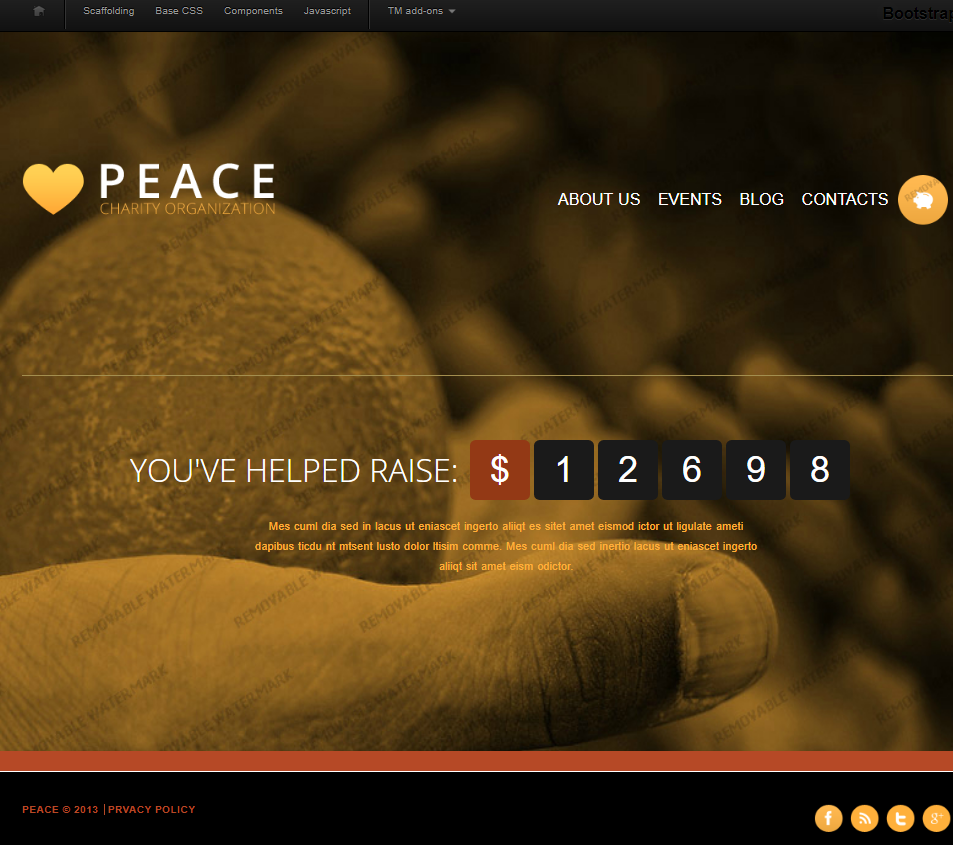 Scaffolding Base CSS Components Javascript TM add-ons Bootstrap
PEACE
CHARITY ORGANIZATION
ABOUT US EVENTS BLOG CONTACTS
YOU'VE HELPED RAISE: $ 1 2 6 9 8
Mes cuml dia sed in lacus ut eniascet ingerto aliiqt es sitet amet eismod ictor ut ligulate ameti
dapibus ticdu nt mtsent lusto dolor ltisim comme. Mes cuml dia sed inertio lacus ut eniascet ingerto
aliiqt sit amet eism odictor.
REMOVABLE WATERMARK
PEACE © 2013 | PRVACY POLICY